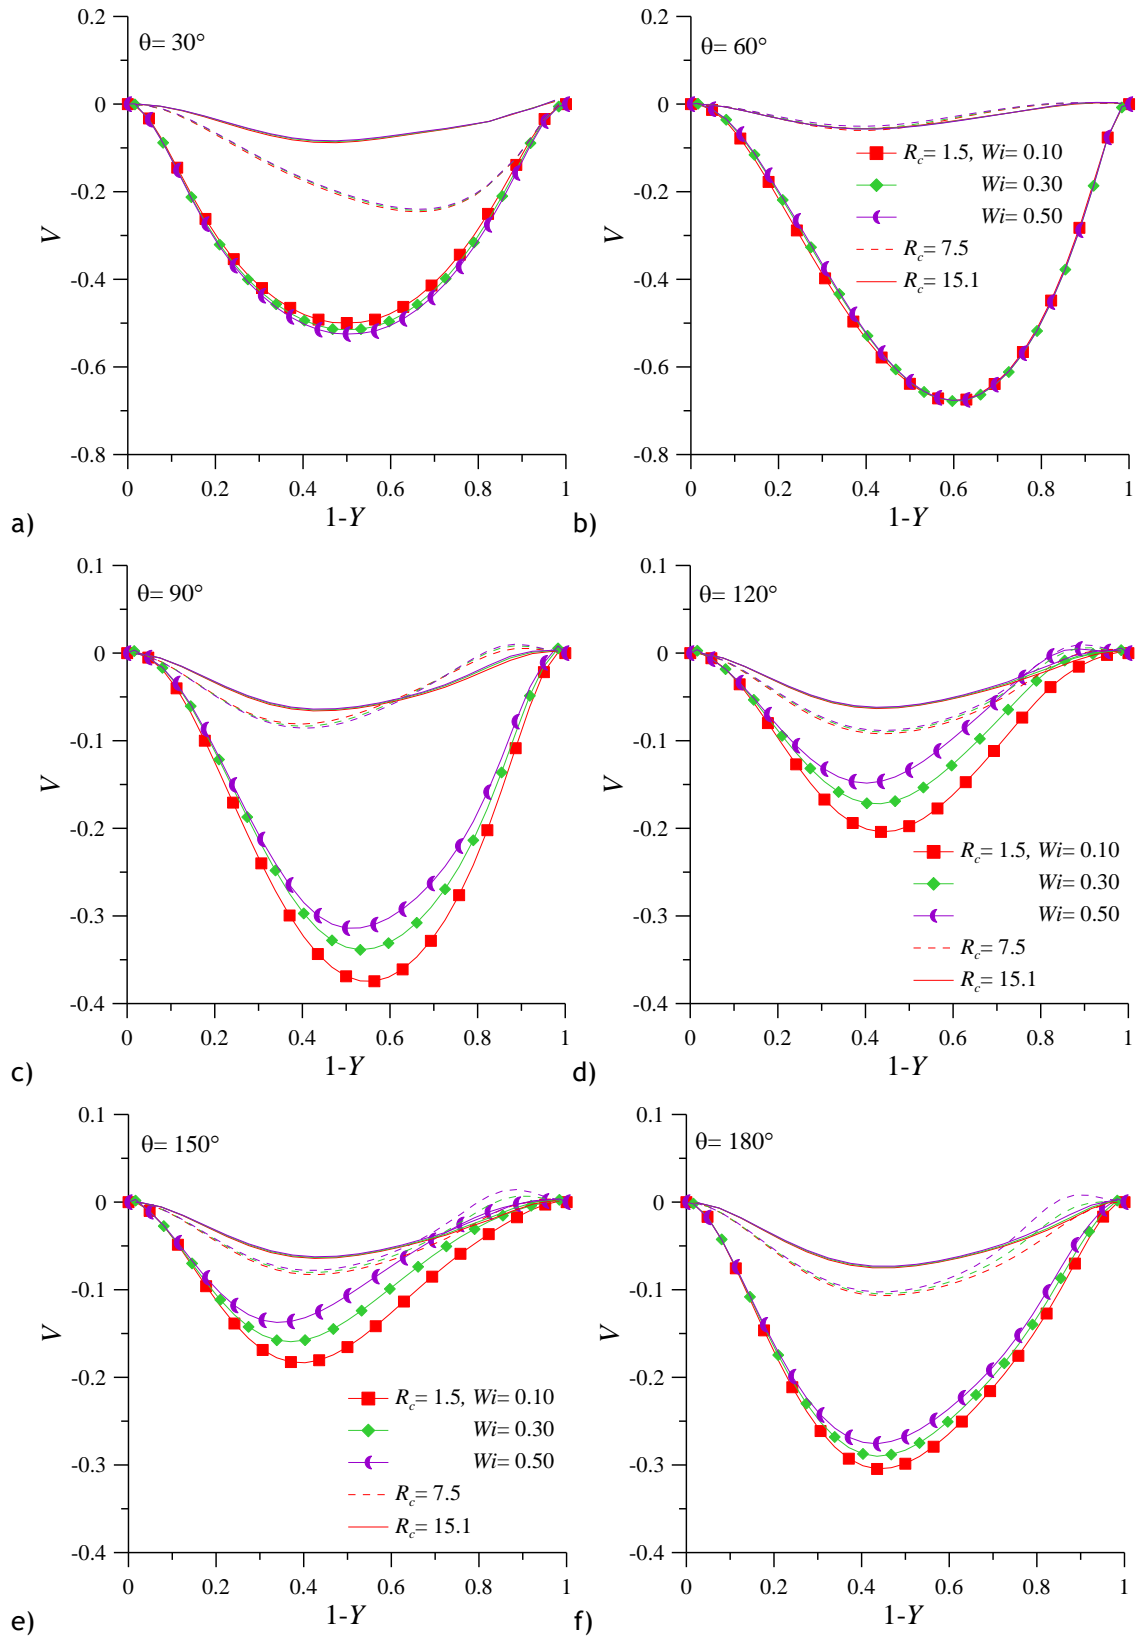 0.2
0
-0.2
-0.4
-0.6
-0.8
V
θ= 30°
0 0.2 0.4 0.6 0.8 1
1-Y
a)
0.2
0
-0.2
-0.4
-0.6
-0.8
V
θ= 60°
Rc= 1.5, Wi= 0.10
Wi= 0.30
Wi= 0.50
Rc= 7.5
Rc= 15.1
0 0.2 0.4 0.6 0.8 1
1-Y
b)
0.1
0
-0.1
-0.2
-0.3
-0.4
V
θ= 90°
0 0.2 0.4 0.6 0.8 1
1-Y
c)
0.1
0
-0.1
-0.2
-0.3
-0.4
V
θ= 120°
Rc= 1.5, Wi= 0.10
Wi= 0.30
Wi= 0.50
Rc= 7.5
Rc= 15.1
0 0.2 0.4 0.6 0.8 1
1-Y
d)
0.1
0
-0.1
-0.2
-0.3
-0.4
V
θ= 150°
Rc= 1.5, Wi= 0.10
Wi= 0.30
Wi= 0.50
Rc= 7.5
Rc= 15.1
0 0.2 0.4 0.6 0.8 1
1-Y
e)
0.1
0
-0.1
-0.2
-0.3
-0.4
V
θ= 180°
0 0.2 0.4 0.6 0.8 1
1-Y
f)